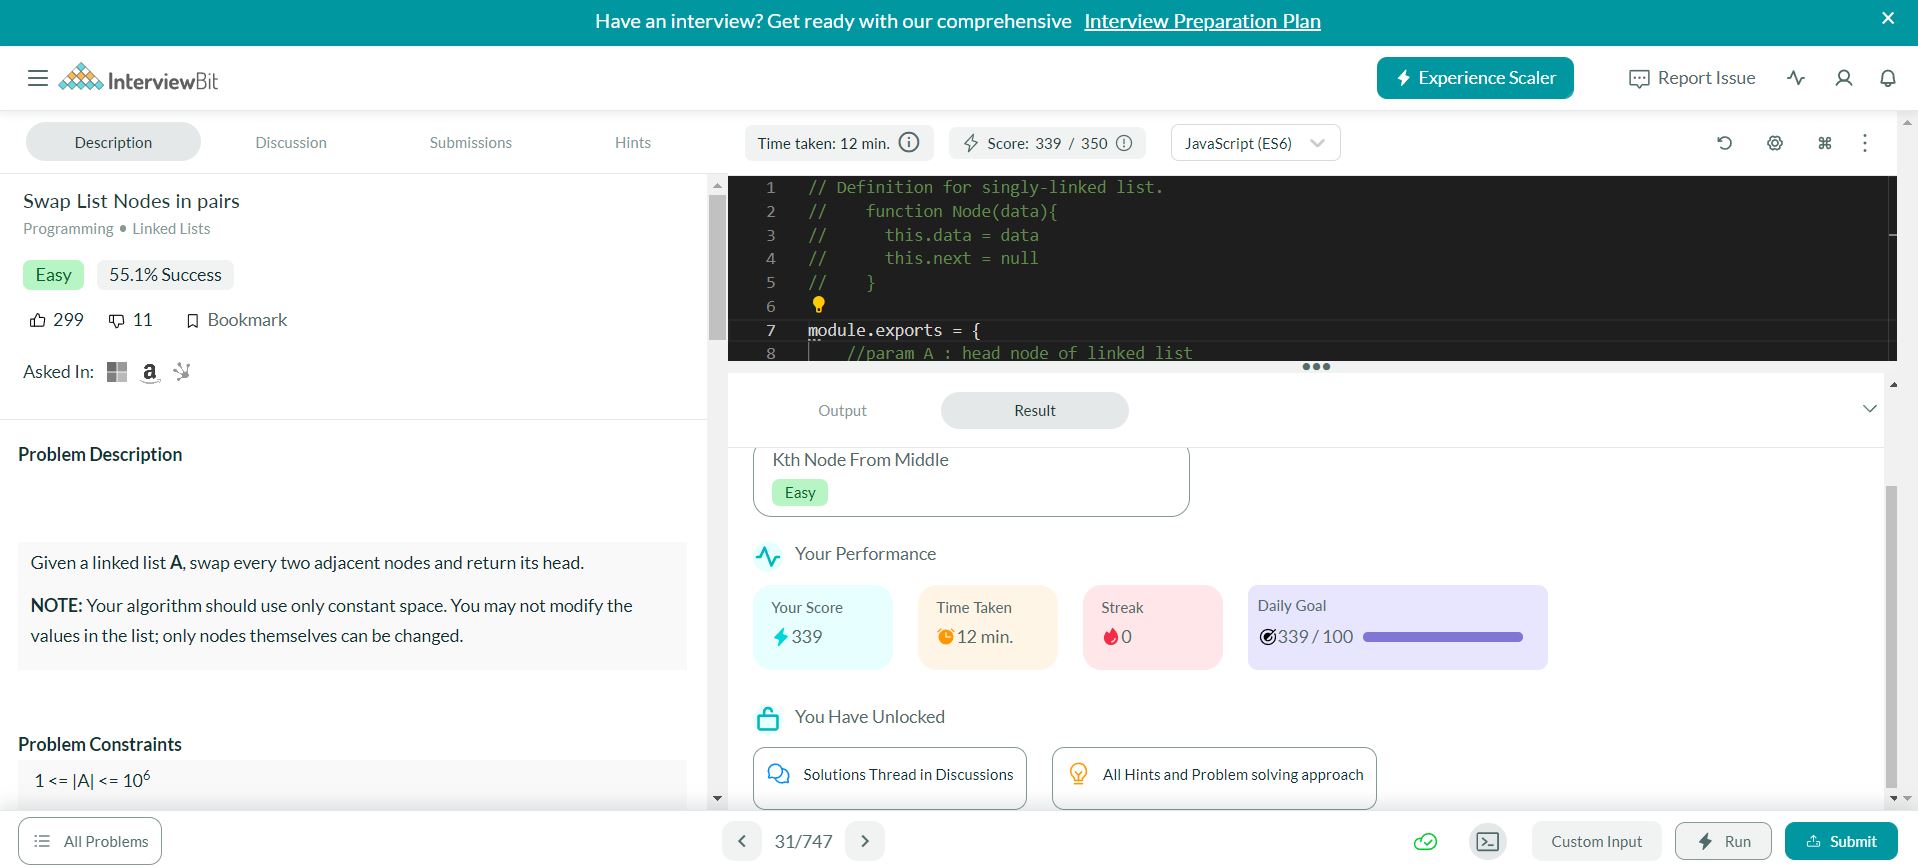 Have an interview? Get ready with our comprehensive Interview Preparation Plan
InterviewBit
Experience Scaler
Report Issue
Description
Discussion
Submissions
Hints
Time taken: 12 min.
Score: 339 / 350
JavaScript (ES6)
Swap List Nodes in pairs
Programming • Linked Lists
Easy
55.1% Success
299
11
Bookmark
Asked In:
Problem Description
Given a linked list A, swap every two adjacent nodes and return its head.
NOTE: Your algorithm should use only constant space. You may not modify the
values in the list; only nodes themselves can be changed.
Problem Constraints
1 <= |A| <= 10⁶
1 // Definition for singly-linked list.
2 //    function Node(data){
3 //      this.data = data
4 //      this.next = null
5 //    }
6
7 module.exports = {
8     //param A : head node of linked list
Output
Result
Kth Node From Middle
Easy
Your Performance
Your Score
339
Time Taken
12 min.
Streak
0
Daily Goal
339 / 100
You Have Unlocked
Solutions Thread in Discussions
All Hints and Problem solving approach
All Problems
31/747
Custom Input
Run
Submit